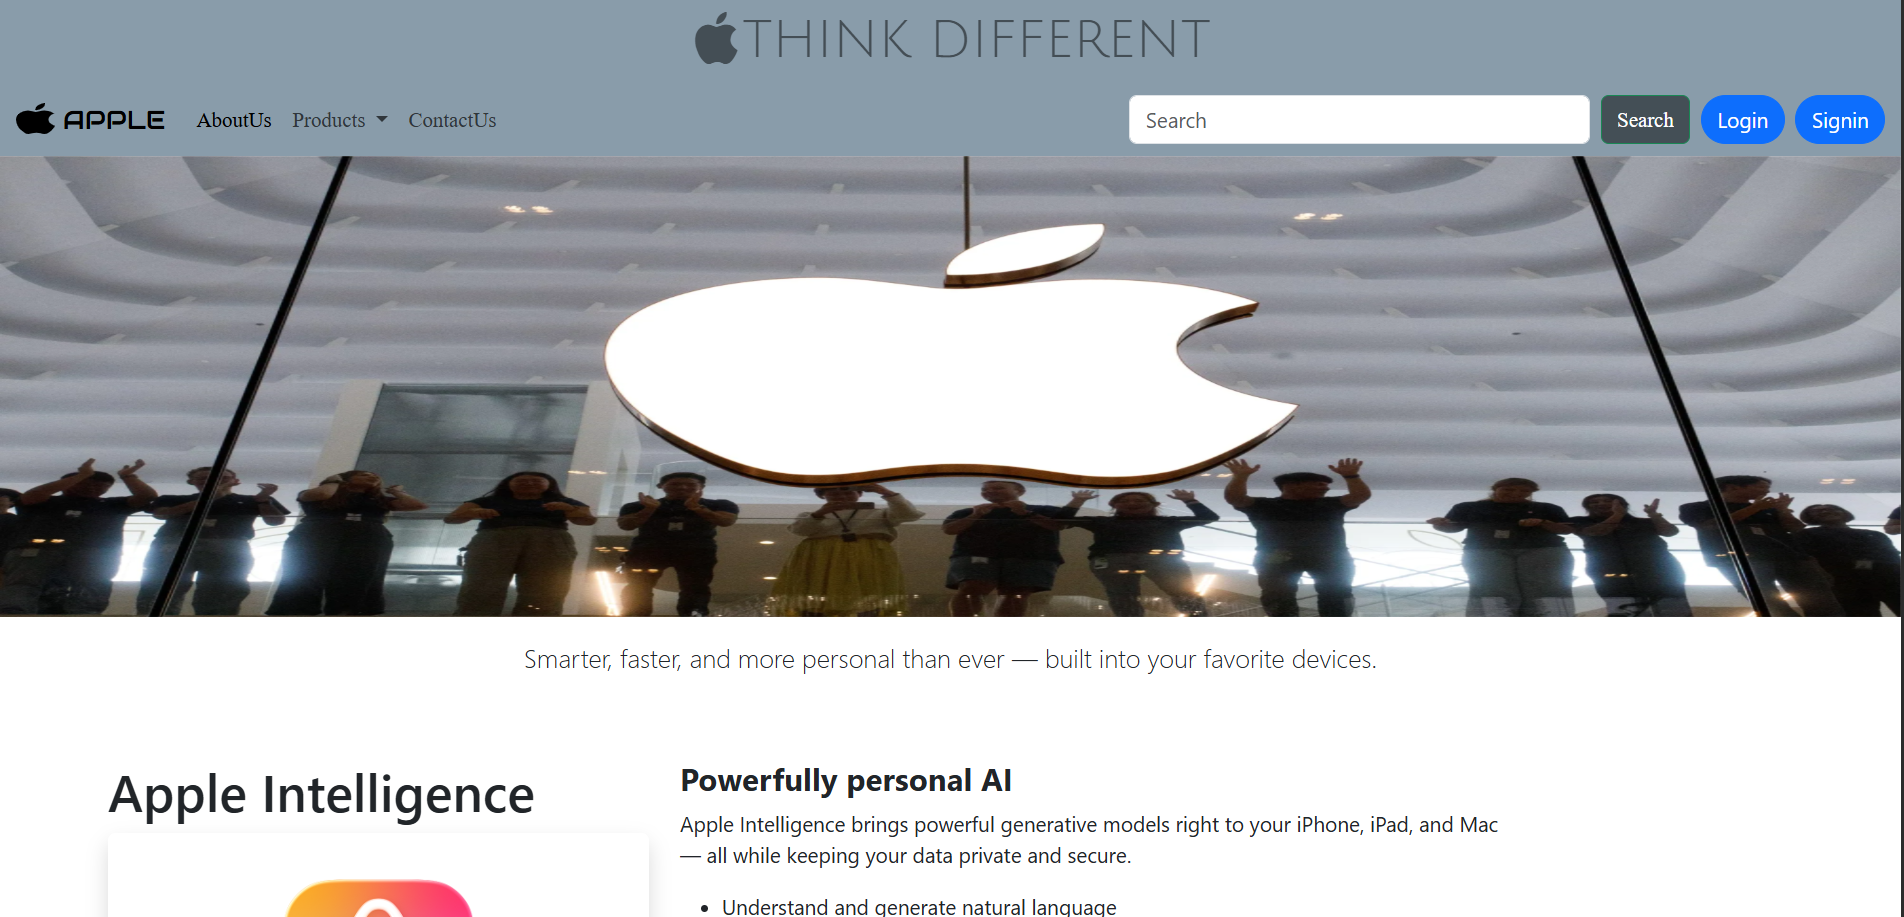 THINK DIFFERENT
APPLE AboutUs Products ContactUs Search Search Login Signin
Smarter, faster, and more personal than ever — built into your favorite devices.
Apple Intelligence
Powerfully personal AI
Apple Intelligence brings powerful generative models right to your iPhone, iPad, and Mac
— all while keeping your data private and secure.
• Understand and generate natural language